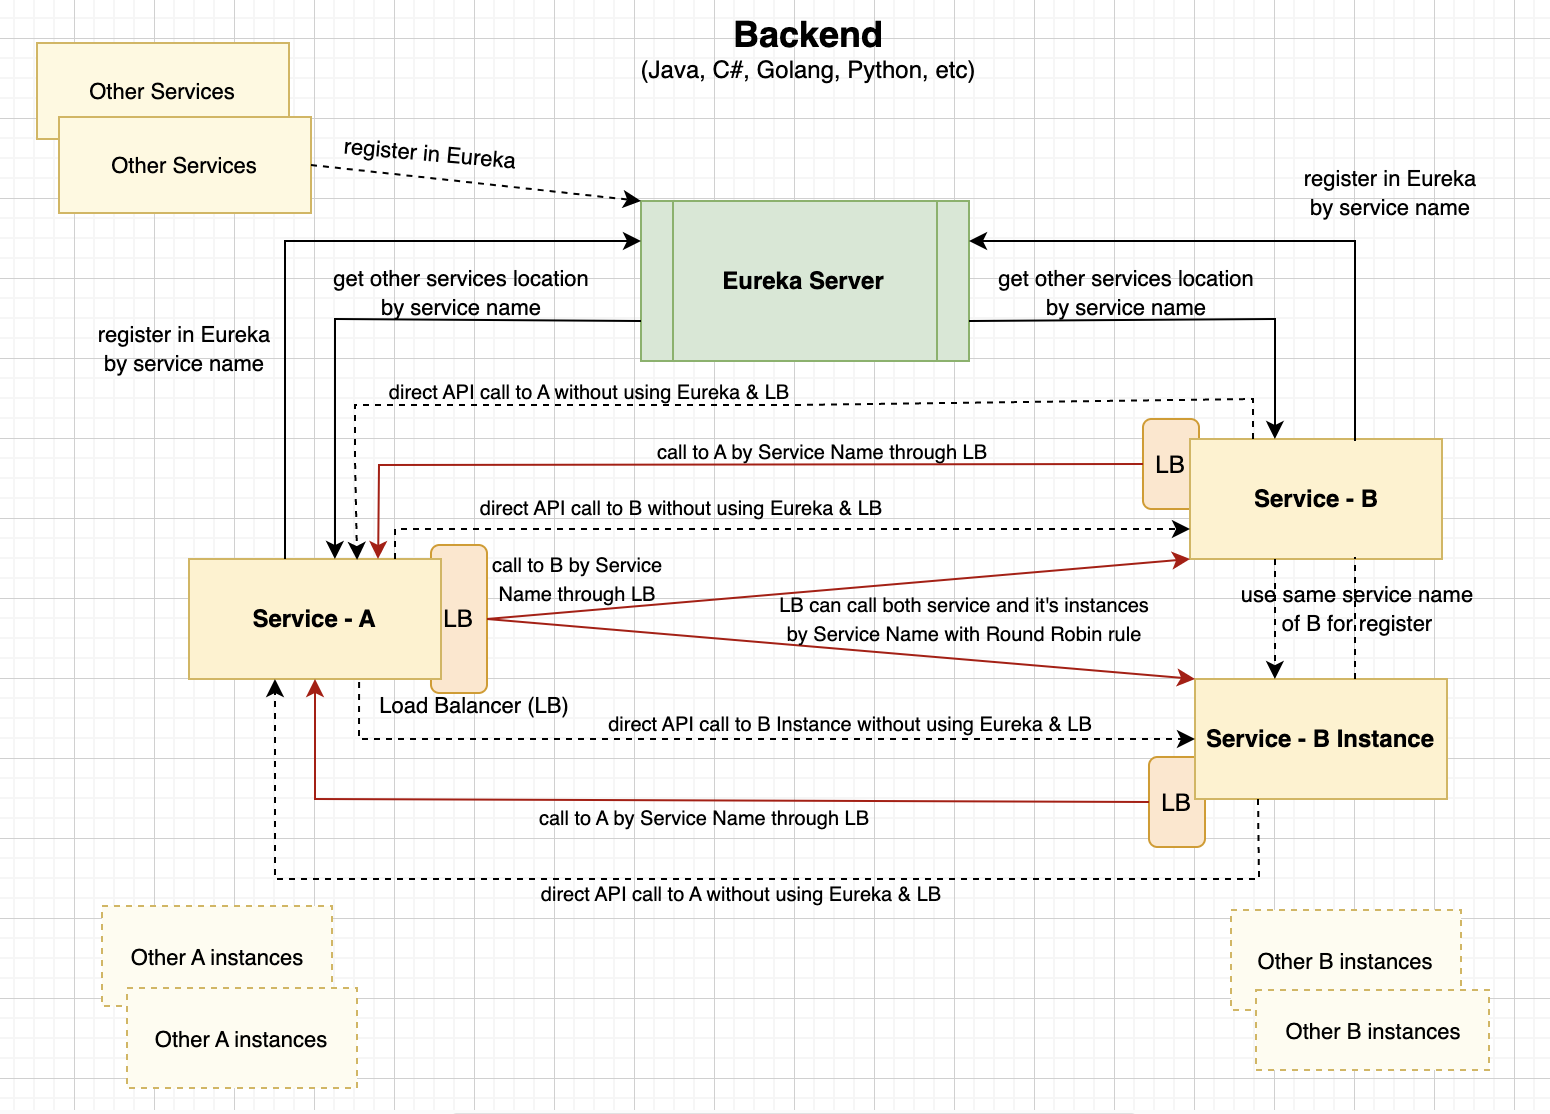 Backend
(Java, C#, Golang, Python, etc)
Other Services
Other Services
register in Eureka
register in Eureka
by service name
Eureka Server
get other services location
by service name
get other services location
by service name
register in Eureka
by service name
direct API call to A without using Eureka & LB
call to A by Service Name through LB
LB
Service - B
direct API call to B without using Eureka & LB
call to B by Service
Name through LB
LB can call both service and it's instances
by Service Name with Round Robin rule
use same service name
of B for register
Service - A
LB
Load Balancer (LB)
direct API call to B Instance without using Eureka & LB
Service - B Instance
LB
call to A by Service Name through LB
direct API call to A without using Eureka & LB
Other A instances
Other A instances
Other B instances
Other B instances